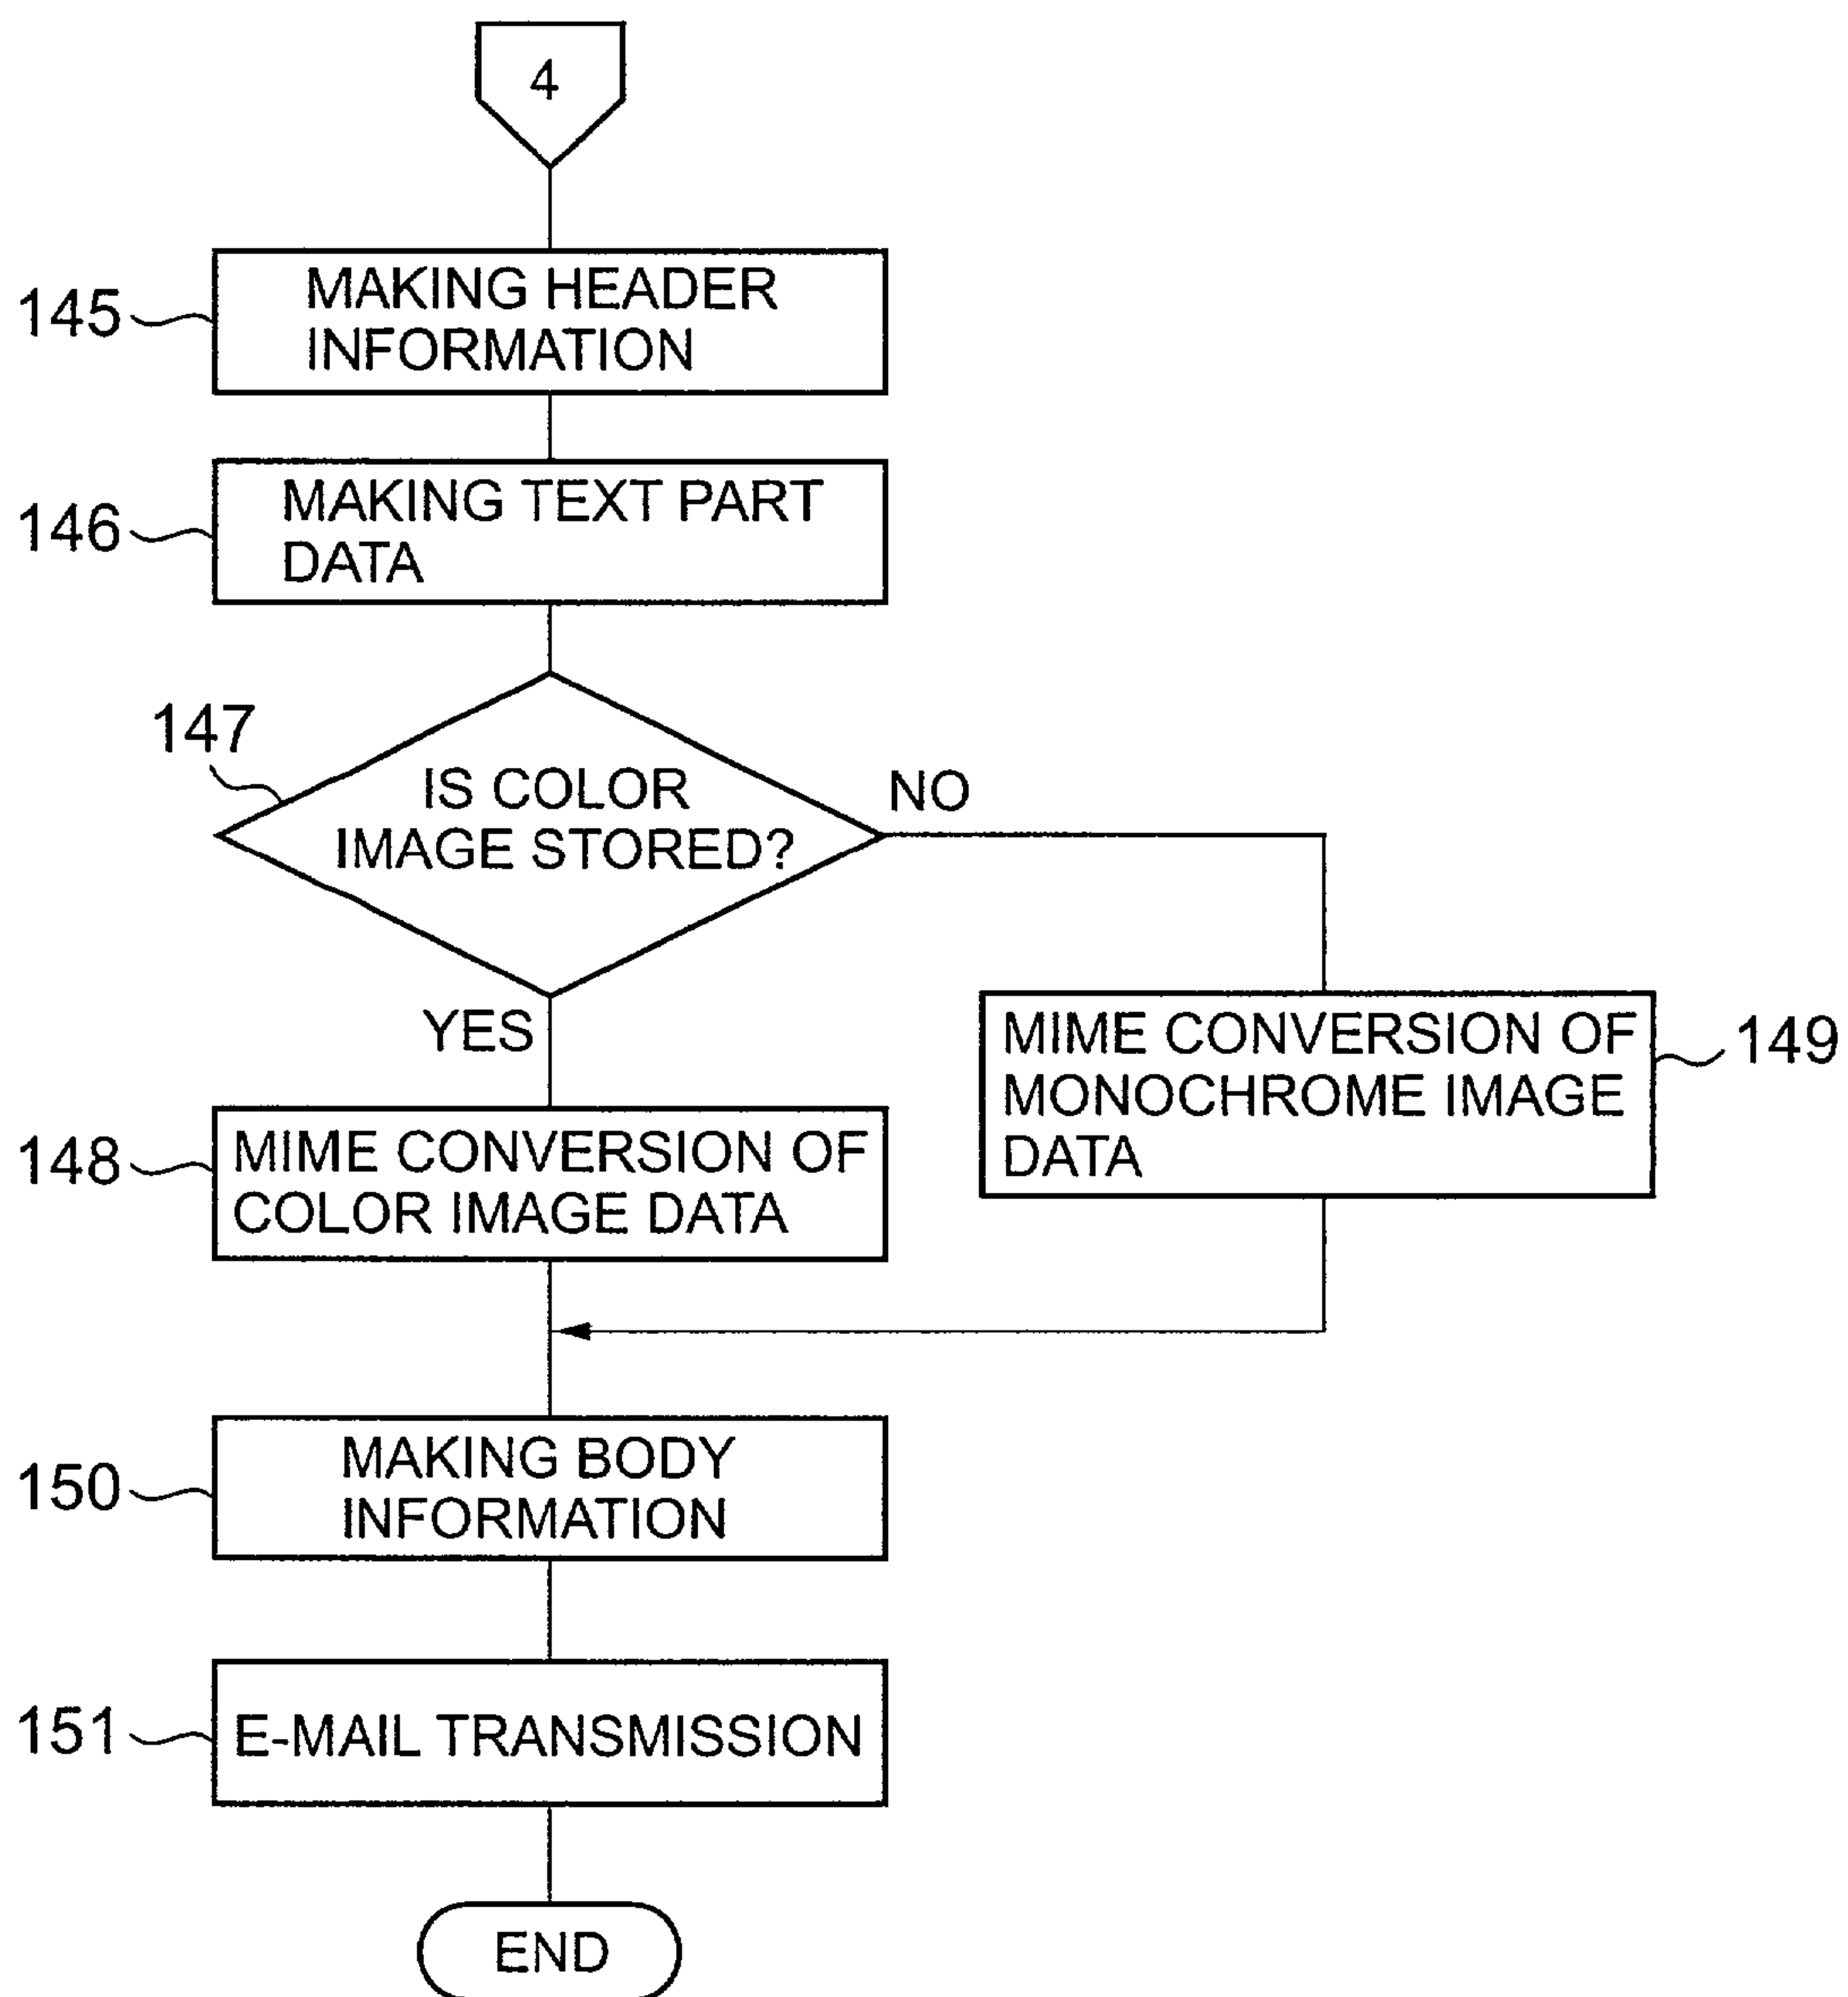 4
145
MAKING HEADER
INFORMATION
146
MAKING TEXT PART
DATA
147
IS COLOR
IMAGE STORED?
NO
YES
MIME CONVERSION OF
MONOCHROME IMAGE
DATA
149
148
MIME CONVERSION OF
COLOR IMAGE DATA
150
MAKING BODY
INFORMATION
151
E-MAIL TRANSMISSION
END